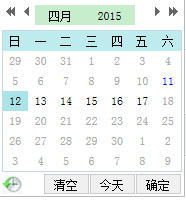 四月 2015
日 一 二 三 四 五 六
29 30 31 1 2 3 4
5 6 7 8 9 10 11
12 13 14 15 16 17 18
19 20 21 22 23 24 25
26 27 28 29 30 1 2
3 4 5 6 7 8 9
清空 今天 确定